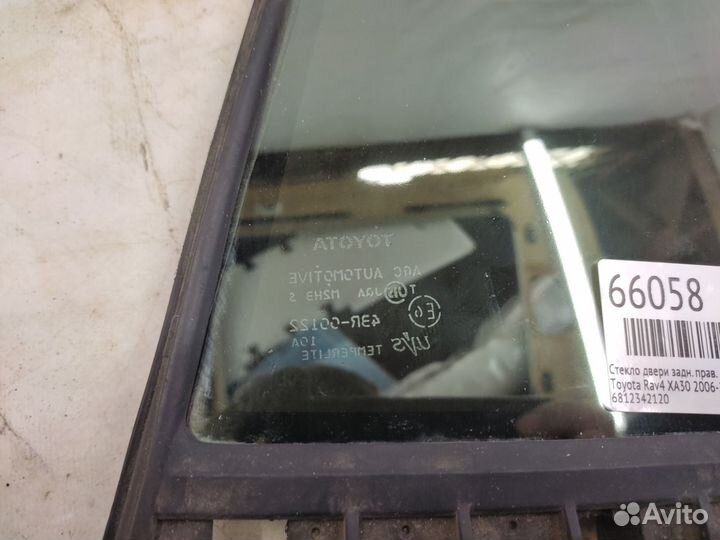 TOYOTA
AGC AUTOMOTIVE
M2H3 S
E6
43R-00122
10A
TEMPERLITE
66058
Стекло двери задн. прав.
Toyota Rav4 XA30 2006-
6812342120
Avito